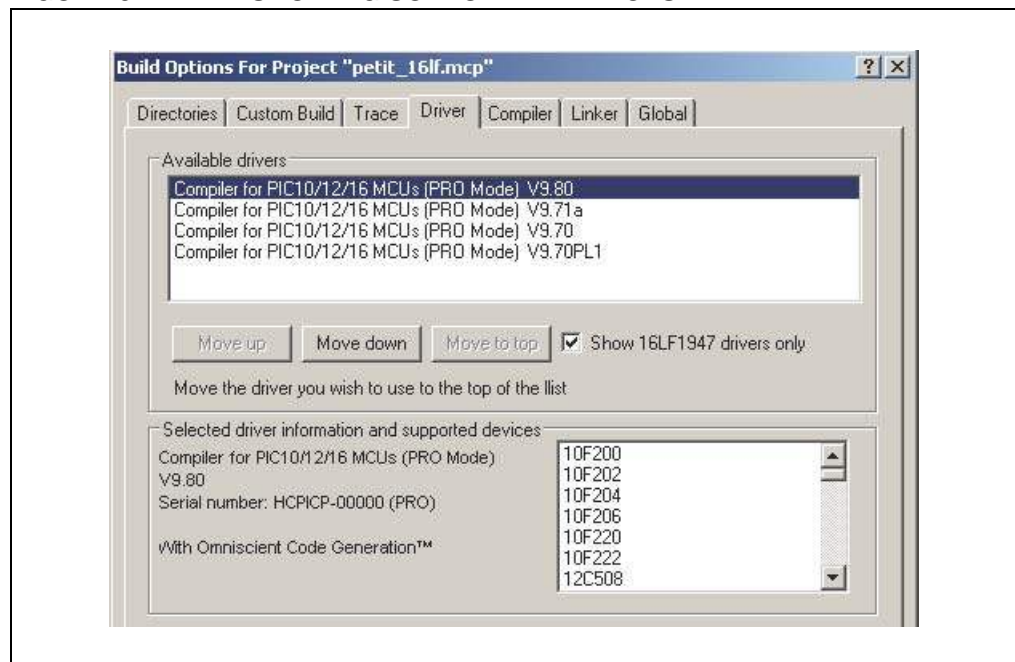 Build Options For Project "petit_16lf.mcp"
Directories Custom Build Trace Driver Compiler Linker Global
Available drivers
Compiler for PIC10/12/16 MCUs (PRO Mode) V9.80
Compiler for PIC10/12/16 MCUs (PRO Mode) V9.71a
Compiler for PIC10/12/16 MCUs (PRO Mode) V9.70
Compiler for PIC10/12/16 MCUs (PRO Mode) V9.70PL1
Move up Move down Move to top Show 16LF1947 drivers only
Move the driver you wish to use to the top of the llist
Selected driver information and supported devices
Compiler for PIC10/12/16 MCUs (PRO Mode)
V9.80
Serial number: HCPICP-00000 (PRO)
With Omniscient Code Generation™
10F200
10F202
10F204
10F206
10F220
10F222
12C508